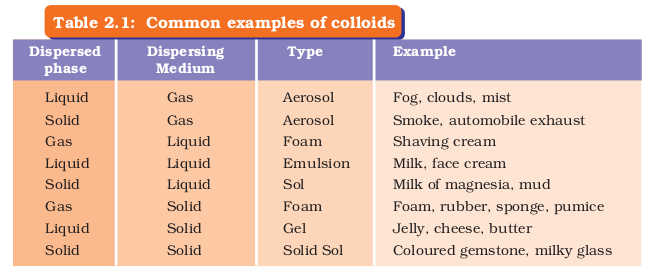 Table 2.1: Common examples of colloids
Dispersed phase Dispersing Medium Type Example
Liquid Gas Aerosol Fog, clouds, mist
Solid Gas Aerosol Smoke, automobile exhaust
Gas Liquid Foam Shaving cream
Liquid Liquid Emulsion Milk, face cream
Solid Liquid Sol Milk of magnesia, mud
Gas Solid Foam Foam, rubber, sponge, pumice
Liquid Solid Gel Jelly, cheese, butter
Solid Solid Solid Sol Coloured gemstone, milky glass